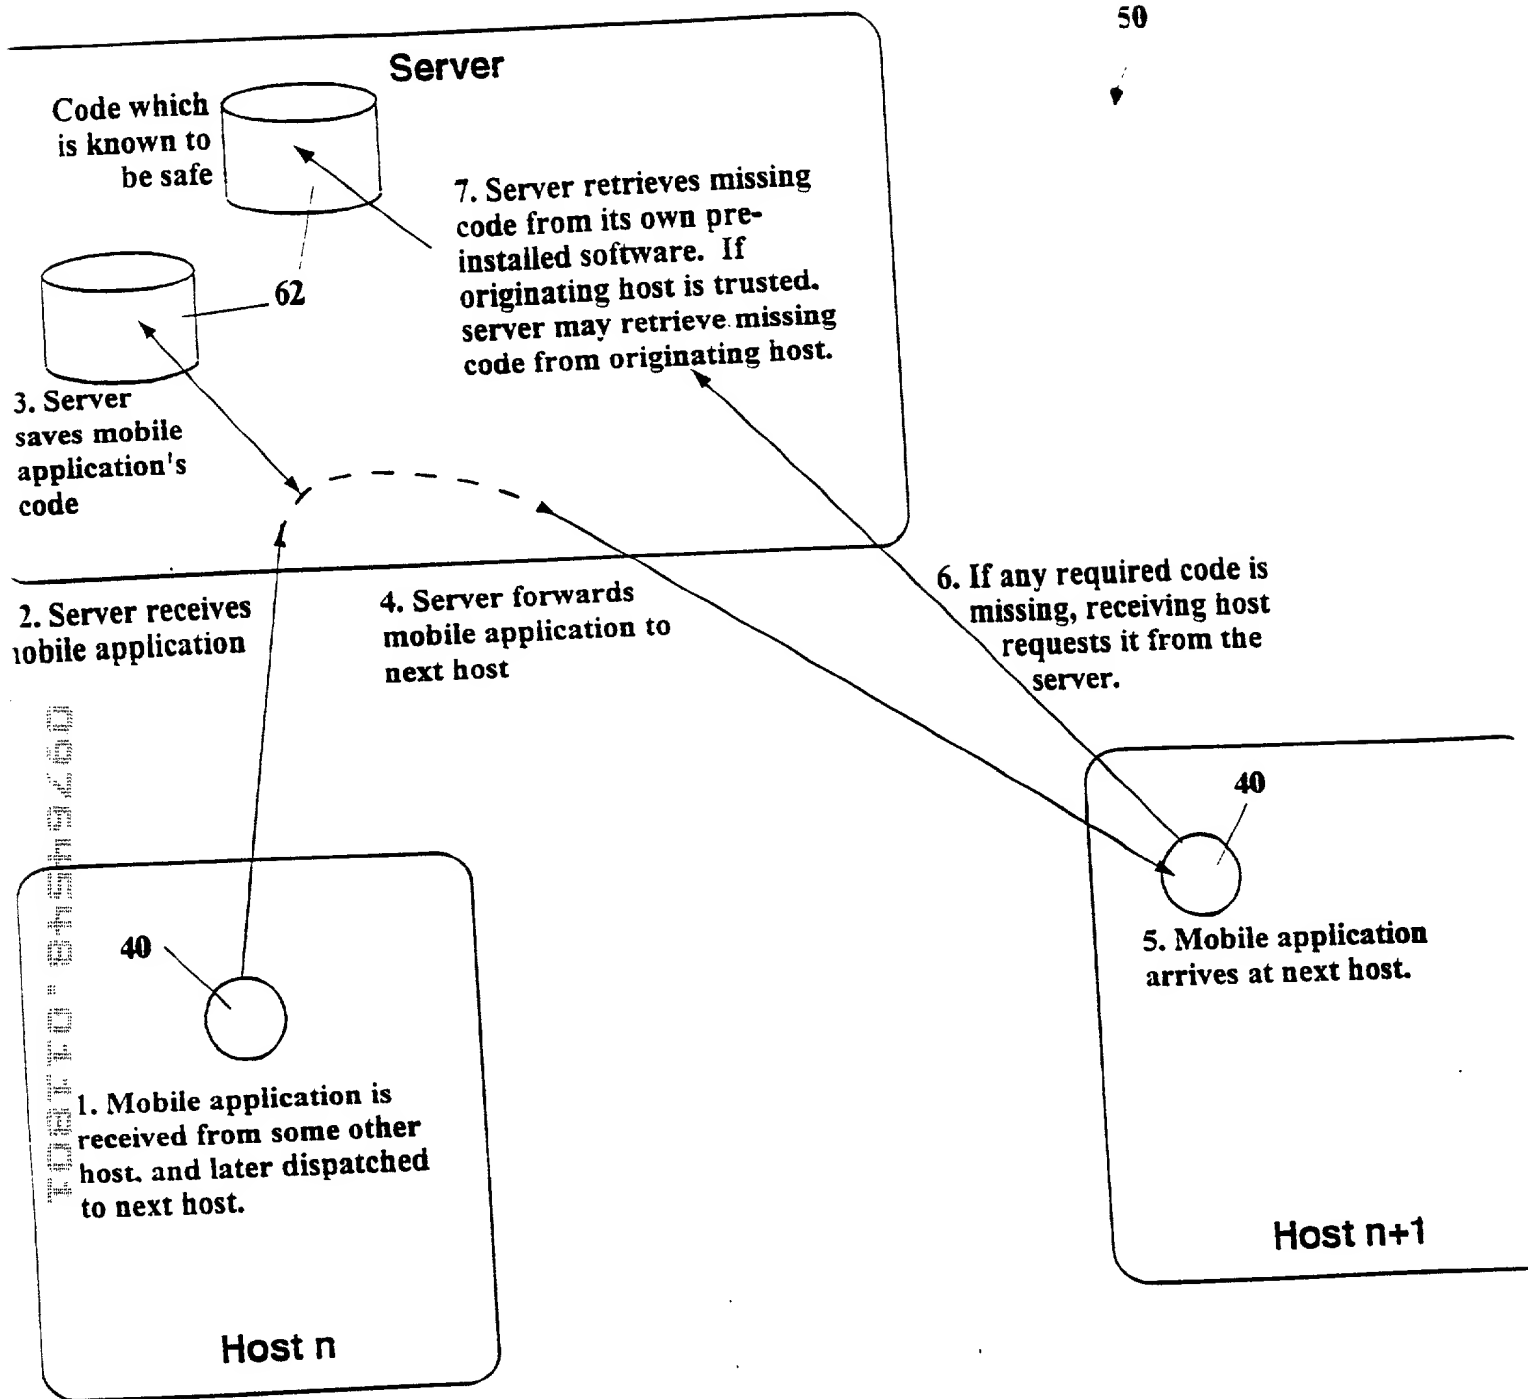 50
Server
Code which
is known to
be safe
7. Server retrieves missing
code from its own pre-
installed software. If
originating host is trusted.
server may retrieve missing
code from originating host.
62
3. Server
saves mobile
application's
code
2. Server receives
nobile application
4. Server forwards
mobile application to
next host
6. If any required code is
missing, receiving host
requests it from the
server.
40
5. Mobile application
arrives at next host.
Host n+1
40
1. Mobile application is
received from some other
host. and later dispatched
to next host.
Host n